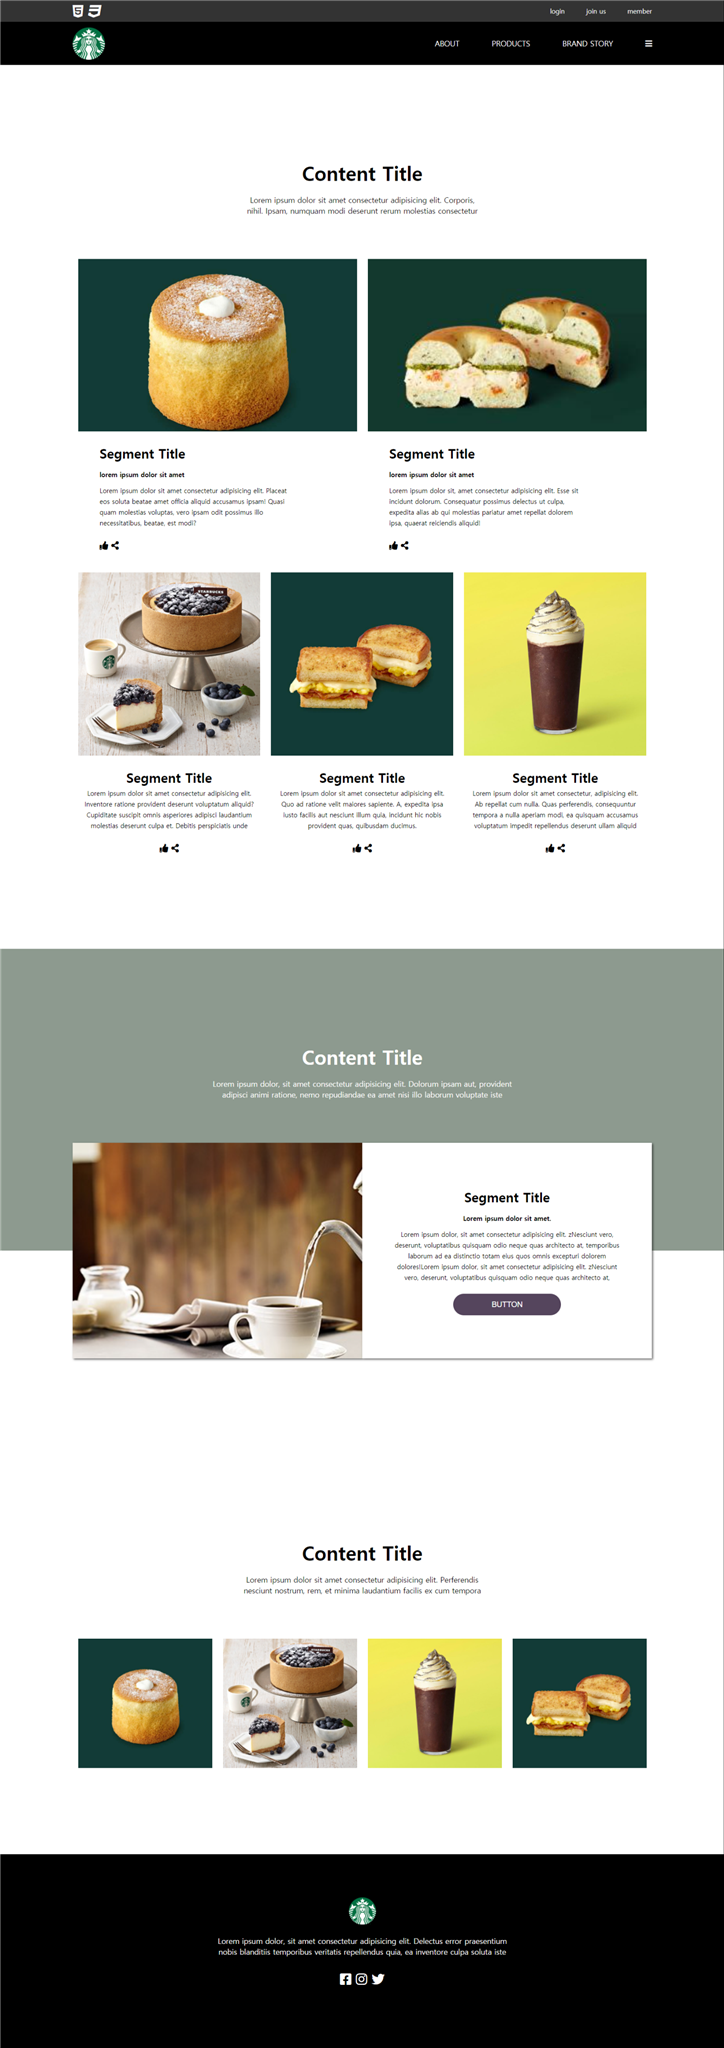 login join us member
ABOUT PRODUCTS BRAND STORY
Content Title
Lorem ipsum dolor sit amet consectetur adipisicing elit. Corporis,
nihil. Ipsam, numquam modi deserunt rerum molestias consectetur
Segment Title
lorem ipsum dolor sit amet
Lorem ipsum dolor sit amet consectetur adipisicing elit. Placeat
eos soluta beatae amet officia aliquid accusamus ipsam! Quasi
quam molestias voluptas, vero ipsam odit possimus illo
necessitatibus, beatae, est modi?
Segment Title
lorem ipsum dolor sit amet
Lorem ipsum dolor sit amet consectetur adipisicing elit. Esse sit
incidunt dolorum. Consequatur possimus delectus ut culpa,
expedita alias ab qui molestias pariatur amet repellat dolorem
ipsa, quaerat reiciendis aliquid!
STARBUCKS
Segment Title
Lorem ipsum dolor sit amet consectetur adipisicing elit.
Inventore ratione provident deserunt voluptatum aliquid?
Cupiditate suscipit omnis asperiores adipisci laudantium
molestias deserunt culpa et. Debitis perspiciatis unde
Segment Title
Lorem ipsum dolor sit amet consectetur adipisicing elit.
Quo ad ratione velit maiores sapiente. A, expedita ipsa
iusto facilis aut nesciunt illum quia, incidunt hic nobis
provident quas, quibusdam ducimus.
Segment Title
Lorem ipsum dolor sit amet consectetur, adipisicing elit.
Ab repellat cum nulla. Quas perferendis, consequuntur
tempora a nulla aperiam modi, ea quisquam accusamus
voluptatum impedit repellendus deserunt ullam aliquid
Content Title
Lorem ipsum dolor, sit amet consectetur adipisicing elit. Dolorum ipsam aut, provident
adipisci animi ratione, nemo repudiandae ea amet nisi illo laborum voluptate iste
Segment Title
Lorem ipsum dolor sit amet.
Lorem ipsum dolor, sit amet consectetur adipisicing elit. zNesciunt vero,
deserunt, voluptatibus quisquam odio neque quas architecto at, temporibus
laborum ad ea distinctio totam eius quos omnis excepturi dolorem
dolores!Lorem ipsum dolor, sit amet consectetur adipisicing elit. zNesciunt
vero, deserunt, voluptatibus quisquam odio neque quas architecto at,
BUTTON
Content Title
Lorem ipsum dolor sit amet consectetur adipisicing elit. Perferendis
nesciunt nostrum, rem, et minima laudantium facilis ex cum tempora
Lorem ipsum dolor, sit amet consectetur adipisicing elit. Delectus error praesentium
nobis blanditiis temporibus veritatis repellendus quia, ea inventore culpa soluta iste